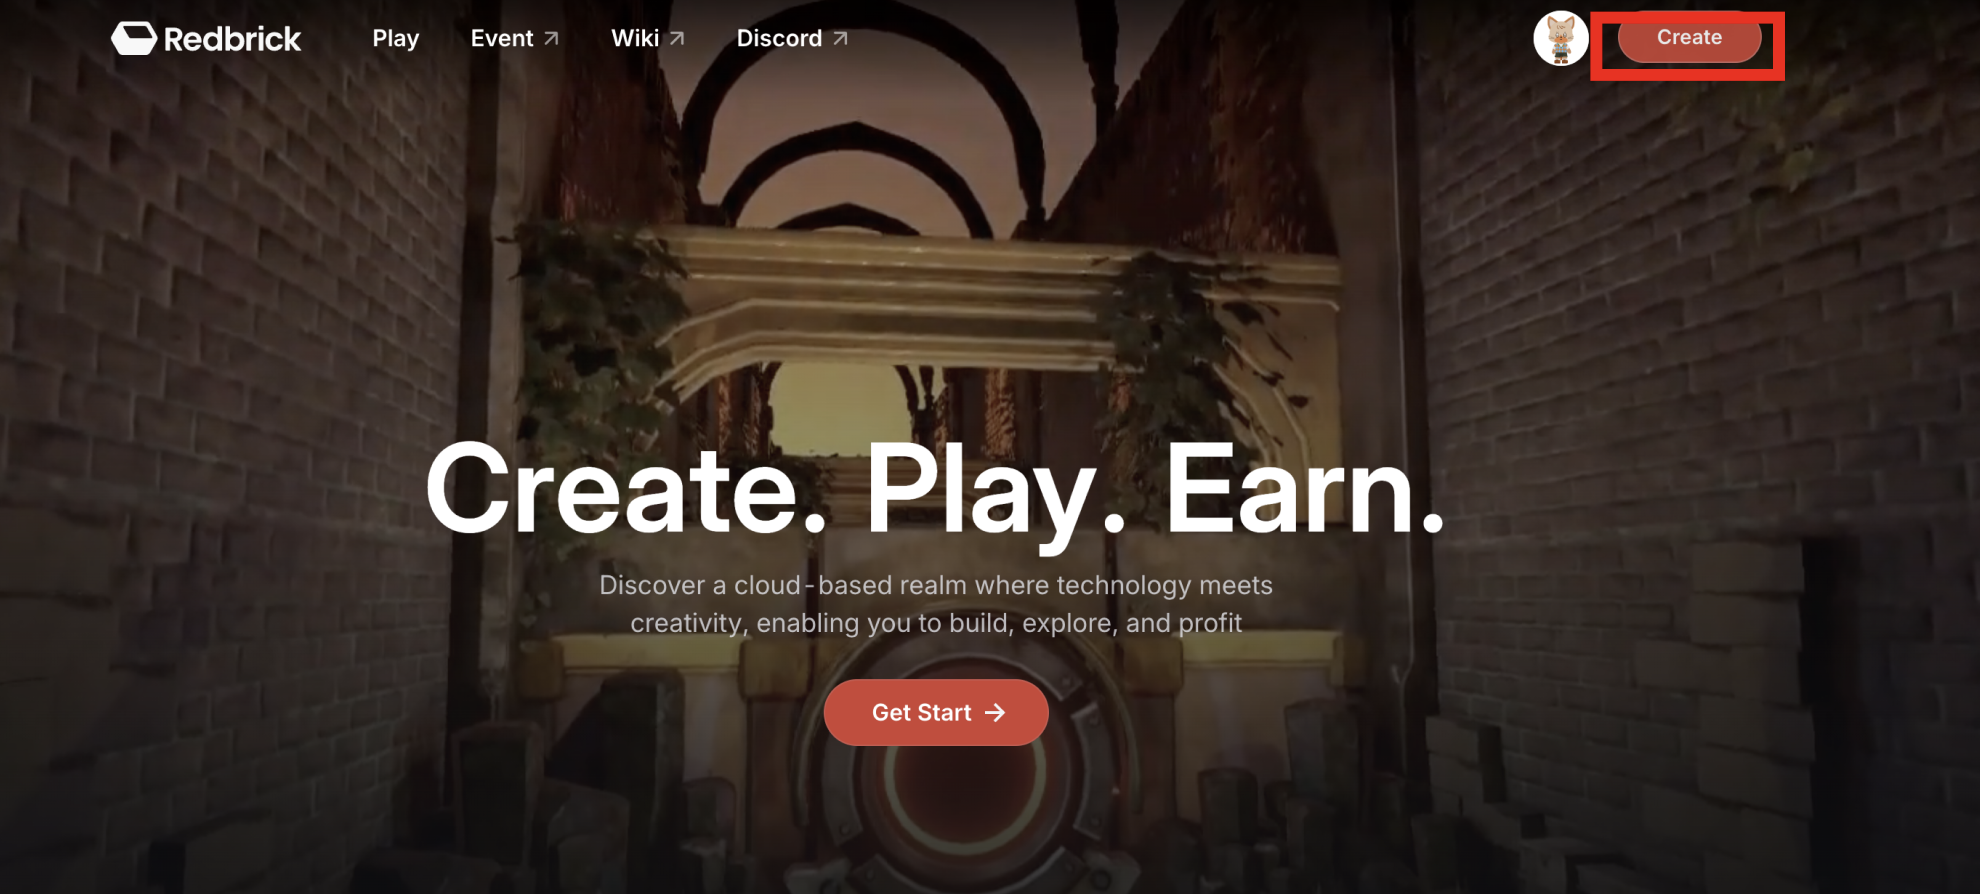 Redbrick
Play
Event
Wiki
Discord
Create
Create. Play. Earn.
Discover a cloud-based realm where technology meets
creativity, enabling you to build, explore, and profit
Get Start